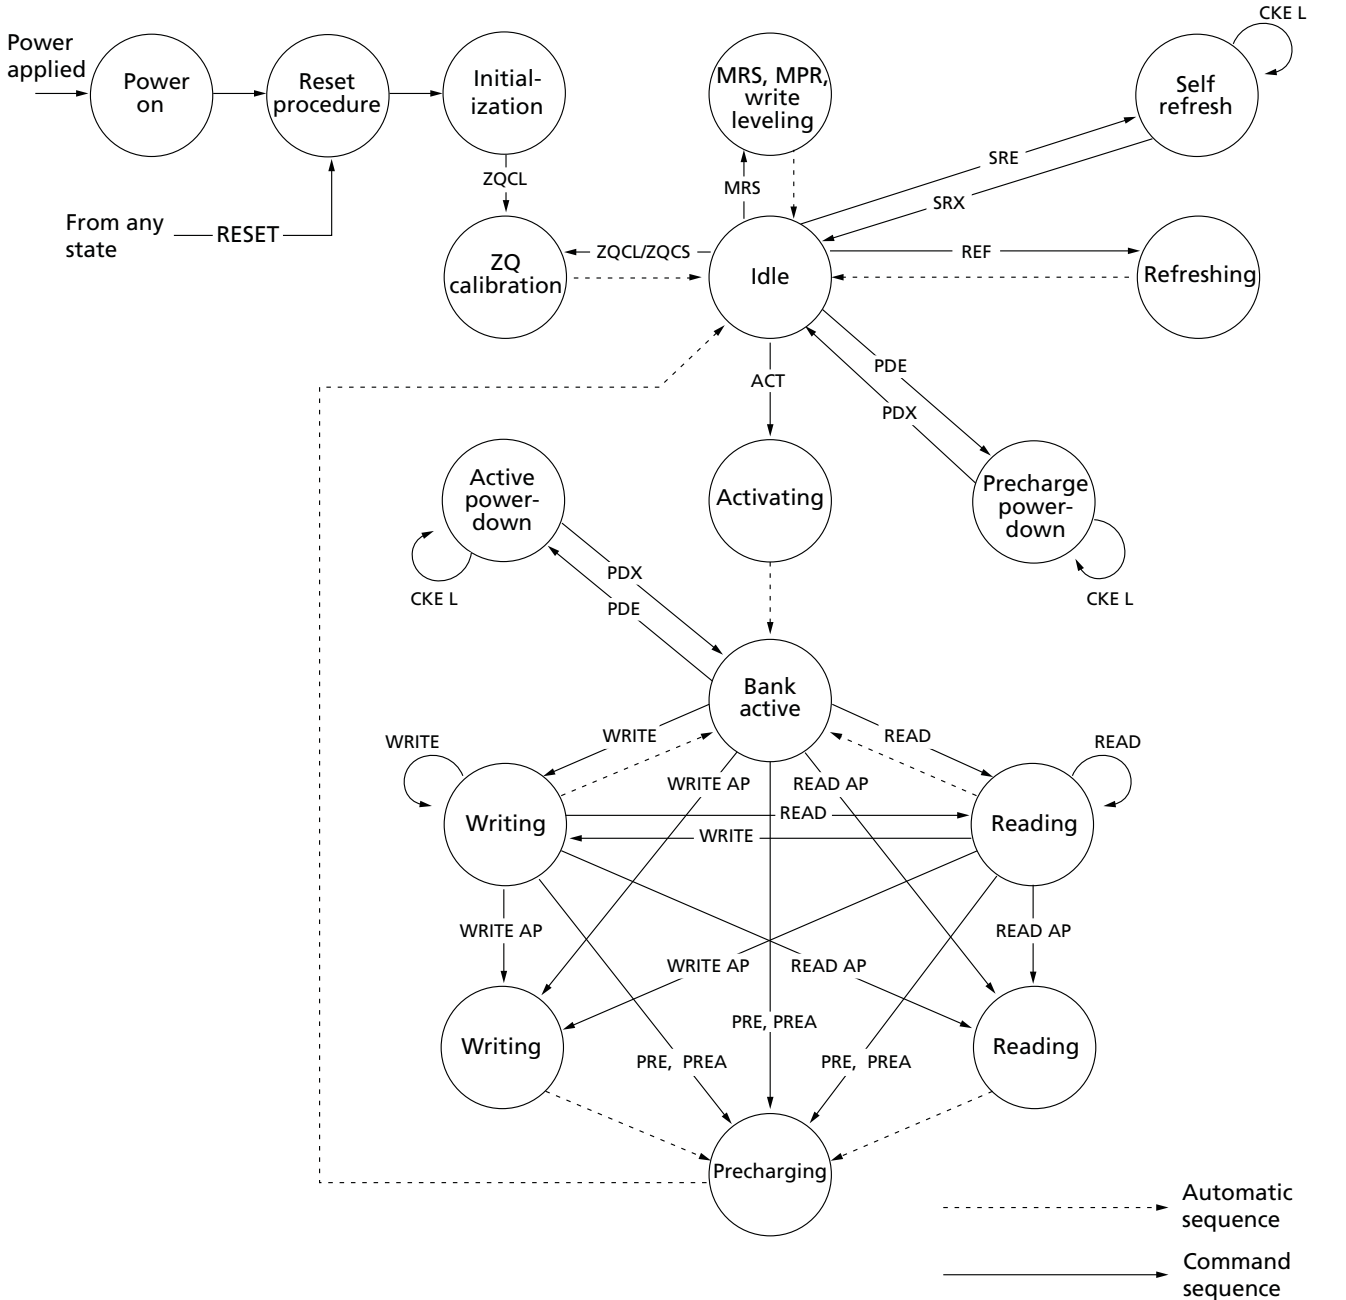 Power
applied
Power
on
Reset
procedure
Initial-
ization
MRS, MPR,
write
leveling
Self
refresh
CKE L
ZQCL
From any
state
RESET
MRS
SRE
SRX
ZQ
calibration
ZQCL/ZQCS
Idle
REF
Refreshing
PDE
PDX
ACT
Active
power-
down
CKE L
Activating
Precharge
power-
down
CKE L
PDX
PDE
Bank
active
WRITE
READ
WRITE
READ
WRITE AP
READ AP
Writing
READ
WRITE
Reading
WRITE AP
READ AP
WRITE AP
READ AP
PRE, PREA
Writing
Reading
PRE, PREA
PRE, PREA
Precharging
Automatic
sequence
Command
sequence